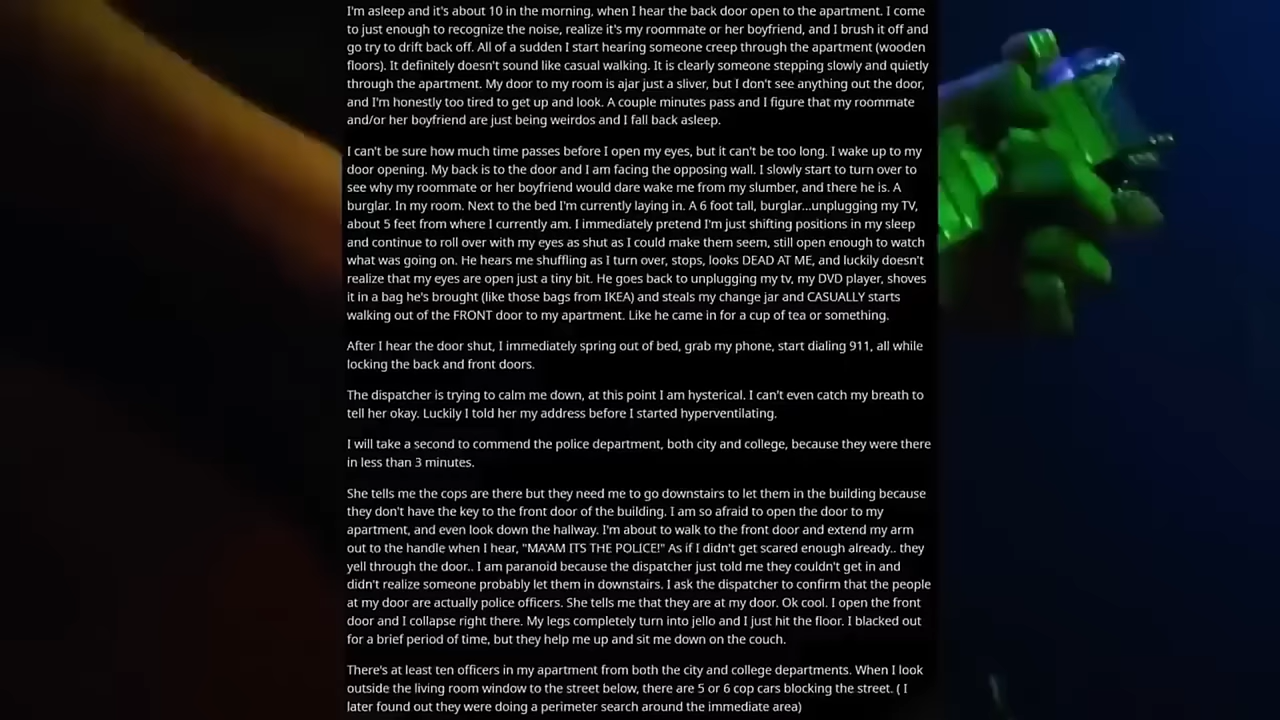 I'm asleep and it's about 10 in the morning, when I hear the back door open to the apartment. I come
to just enough to recognize the noise, realize it's my roommate or her boyfriend, and I brush it off and
go try to drift back off. All of a sudden I start hearing someone creep through the apartment (wooden
floors). It definitely doesn't sound like casual walking. It is clearly someone stepping slowly and quietly
through the apartment. My door to my room is ajar just a sliver, but I don't see anything out the door,
and I'm honestly too tired to get up and look. A couple minutes pass and I figure that my roommate
and/or her boyfriend are just being weirdos and I fall back asleep.
I can't be sure how much time passes before I open my eyes, but it can't be too long. I wake up to my
door opening. My back is to the door and I am facing the opposing wall. I slowly start to turn over to
see why my roommate or her boyfriend would dare wake me from my slumber, and there he is. A
burglar. In my room. Next to the bed I'm currently laying in. A 6 foot tall, burglar...unplugging my TV,
about 5 feet from where I currently am. I immediately pretend I'm just shifting positions in my sleep
and continue to roll over with my eyes as shut as I could make them seem, still open enough to watch
what was going on. He hears me shuffling as I turn over, stops, looks DEAD AT ME, and luckily doesn't
realize that my eyes are open just a tiny bit. He goes back to unplugging my tv, my DVD player, shoves
it in a bag he's brought (like those bags from IKEA) and steals my change jar and CASUALLY starts
walking out of the FRONT door to my apartment. Like he came in for a cup of tea or something.
After I hear the door shut, I immediately spring out of bed, grab my phone, start dialing 911, all while
locking the back and front doors.
The dispatcher is trying to calm me down, at this point I am hysterical. I can't even catch my breath to
tell her okay. Luckily I told her my address before I started hyperventilating.
I will take a second to commend the police department, both city and college, because they were there
in less than 3 minutes.
She tells me the cops are there but they need me to go downstairs to let them in the building because
they don't have the key to the front door of the building. I am so afraid to open the door to my
apartment, and even look down the hallway. I'm about to walk to the front door and extend my arm
out to the handle when I hear, "MA'AM ITS THE POLICE!" As if I didn't get scared enough already.. they
yell through the door.. I am paranoid because the dispatcher just told me they couldn't get in and
didn't realize someone probably let them in downstairs. I ask the dispatcher to confirm that the people
at my door are actually police officers. She tells me that they are at my door. Ok cool. I open the front
door and I collapse right there. My legs completely turn into jello and I just hit the floor. I blacked out
for a brief period of time, but they help me up and sit me down on the couch.
There's at least ten officers in my apartment from both the city and college departments. When I look
outside the living room window to the street below, there are 5 or 6 cop cars blocking the street. ( I
later found out they were doing a perimeter search around the immediate area)